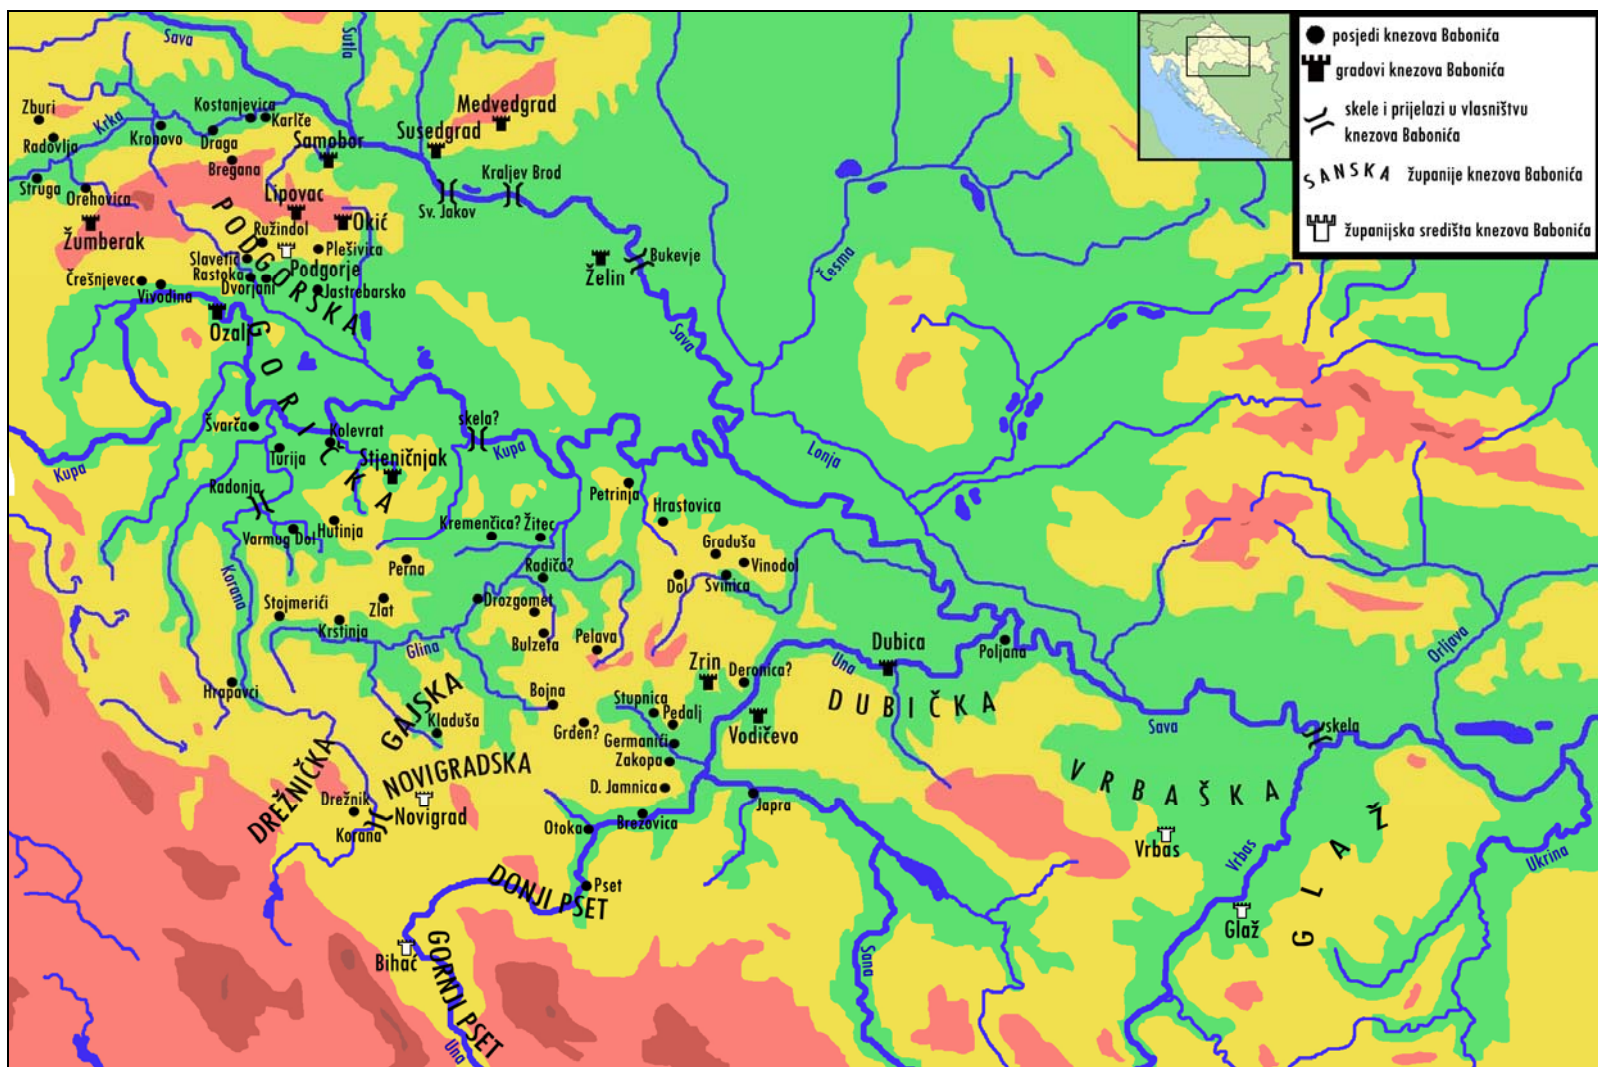 posjedi knezova Babonića
gradovi knezova Babonića
skele i prijelazi u vlasništvu
knezova Babonića
SANSKA
županije knezova Babonića
županijska središta knezova Babonića
Sava
Sutla
Zburi
Kostanjevica
Karlče
Medvedgrad
Krka
Radovlja
Kronovo
Draga
Samobor
Susedgrad
Bregana
Kraljev Brod
Struga
Orehovica
Lipovac
Sv. Jakov
Okić
Žumberak
PODGORSKA
Ružindol
Plešivica
Bukevje
Slavetić
Podgorje
Želin
Česma
Črešnjevec
Rastoka
Dvorjani
Jastrebarsko
Vivodina
Ozalj
GORIČKA
Sava
Švarča
Kolevrat
skela?
Kupa
Turija
Stjeničnjak
Kupa
Lonja
Radonja
Petrinja
Hrastovica
Hutinja
Kremenčica?
Žitec
Varmug Dol
Graduša
Perna
Radiča?
Vinodol
Korana
Dol
Svinica
Stojmerići
Zlat
Drozgomet
Krstinja
Bulzeta
Pelava
Glina
Dubica
Poljana
Orljava
Una
Zrin
Deronica?
Hrapavci
Bojna
Stupnica
DUBIČKA
GAJSKA
Kladuša
Pedalj
Grđen?
Vodičevo
Sava
skela
Germanići
DREŽNIČKA
NOVIGRADSKA
Zakopa
VRBAŠKA
D. Jamnica
Drežnik
Novigrad
Japra
GLAŽ
Korana
Otoka
Brezovica
Vrbas
Vrbas
Ukrina
DONJI PSET
Pset
Glaž
Bihać
GORNJI PSET
Sana
Una